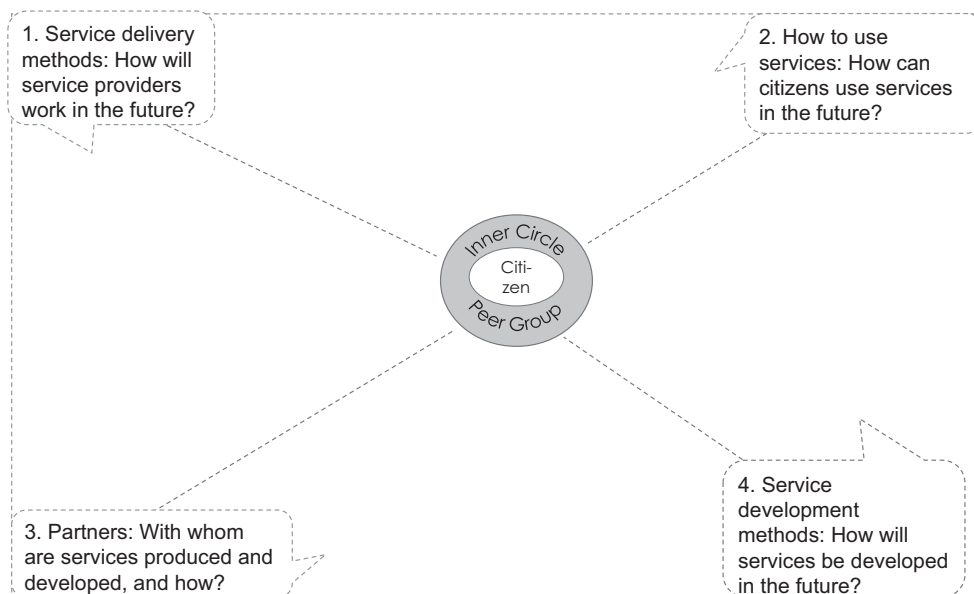 1. Service delivery
methods: How will
service providers
work in the future?
2. How to use
services: How can
citizens use services
in the future?
Inner Circle
Citi-
zen
Peer Group
3. Partners: With whom
are services produced and
developed, and how?
4. Service
development
methods: How will
services be developed
in the future?